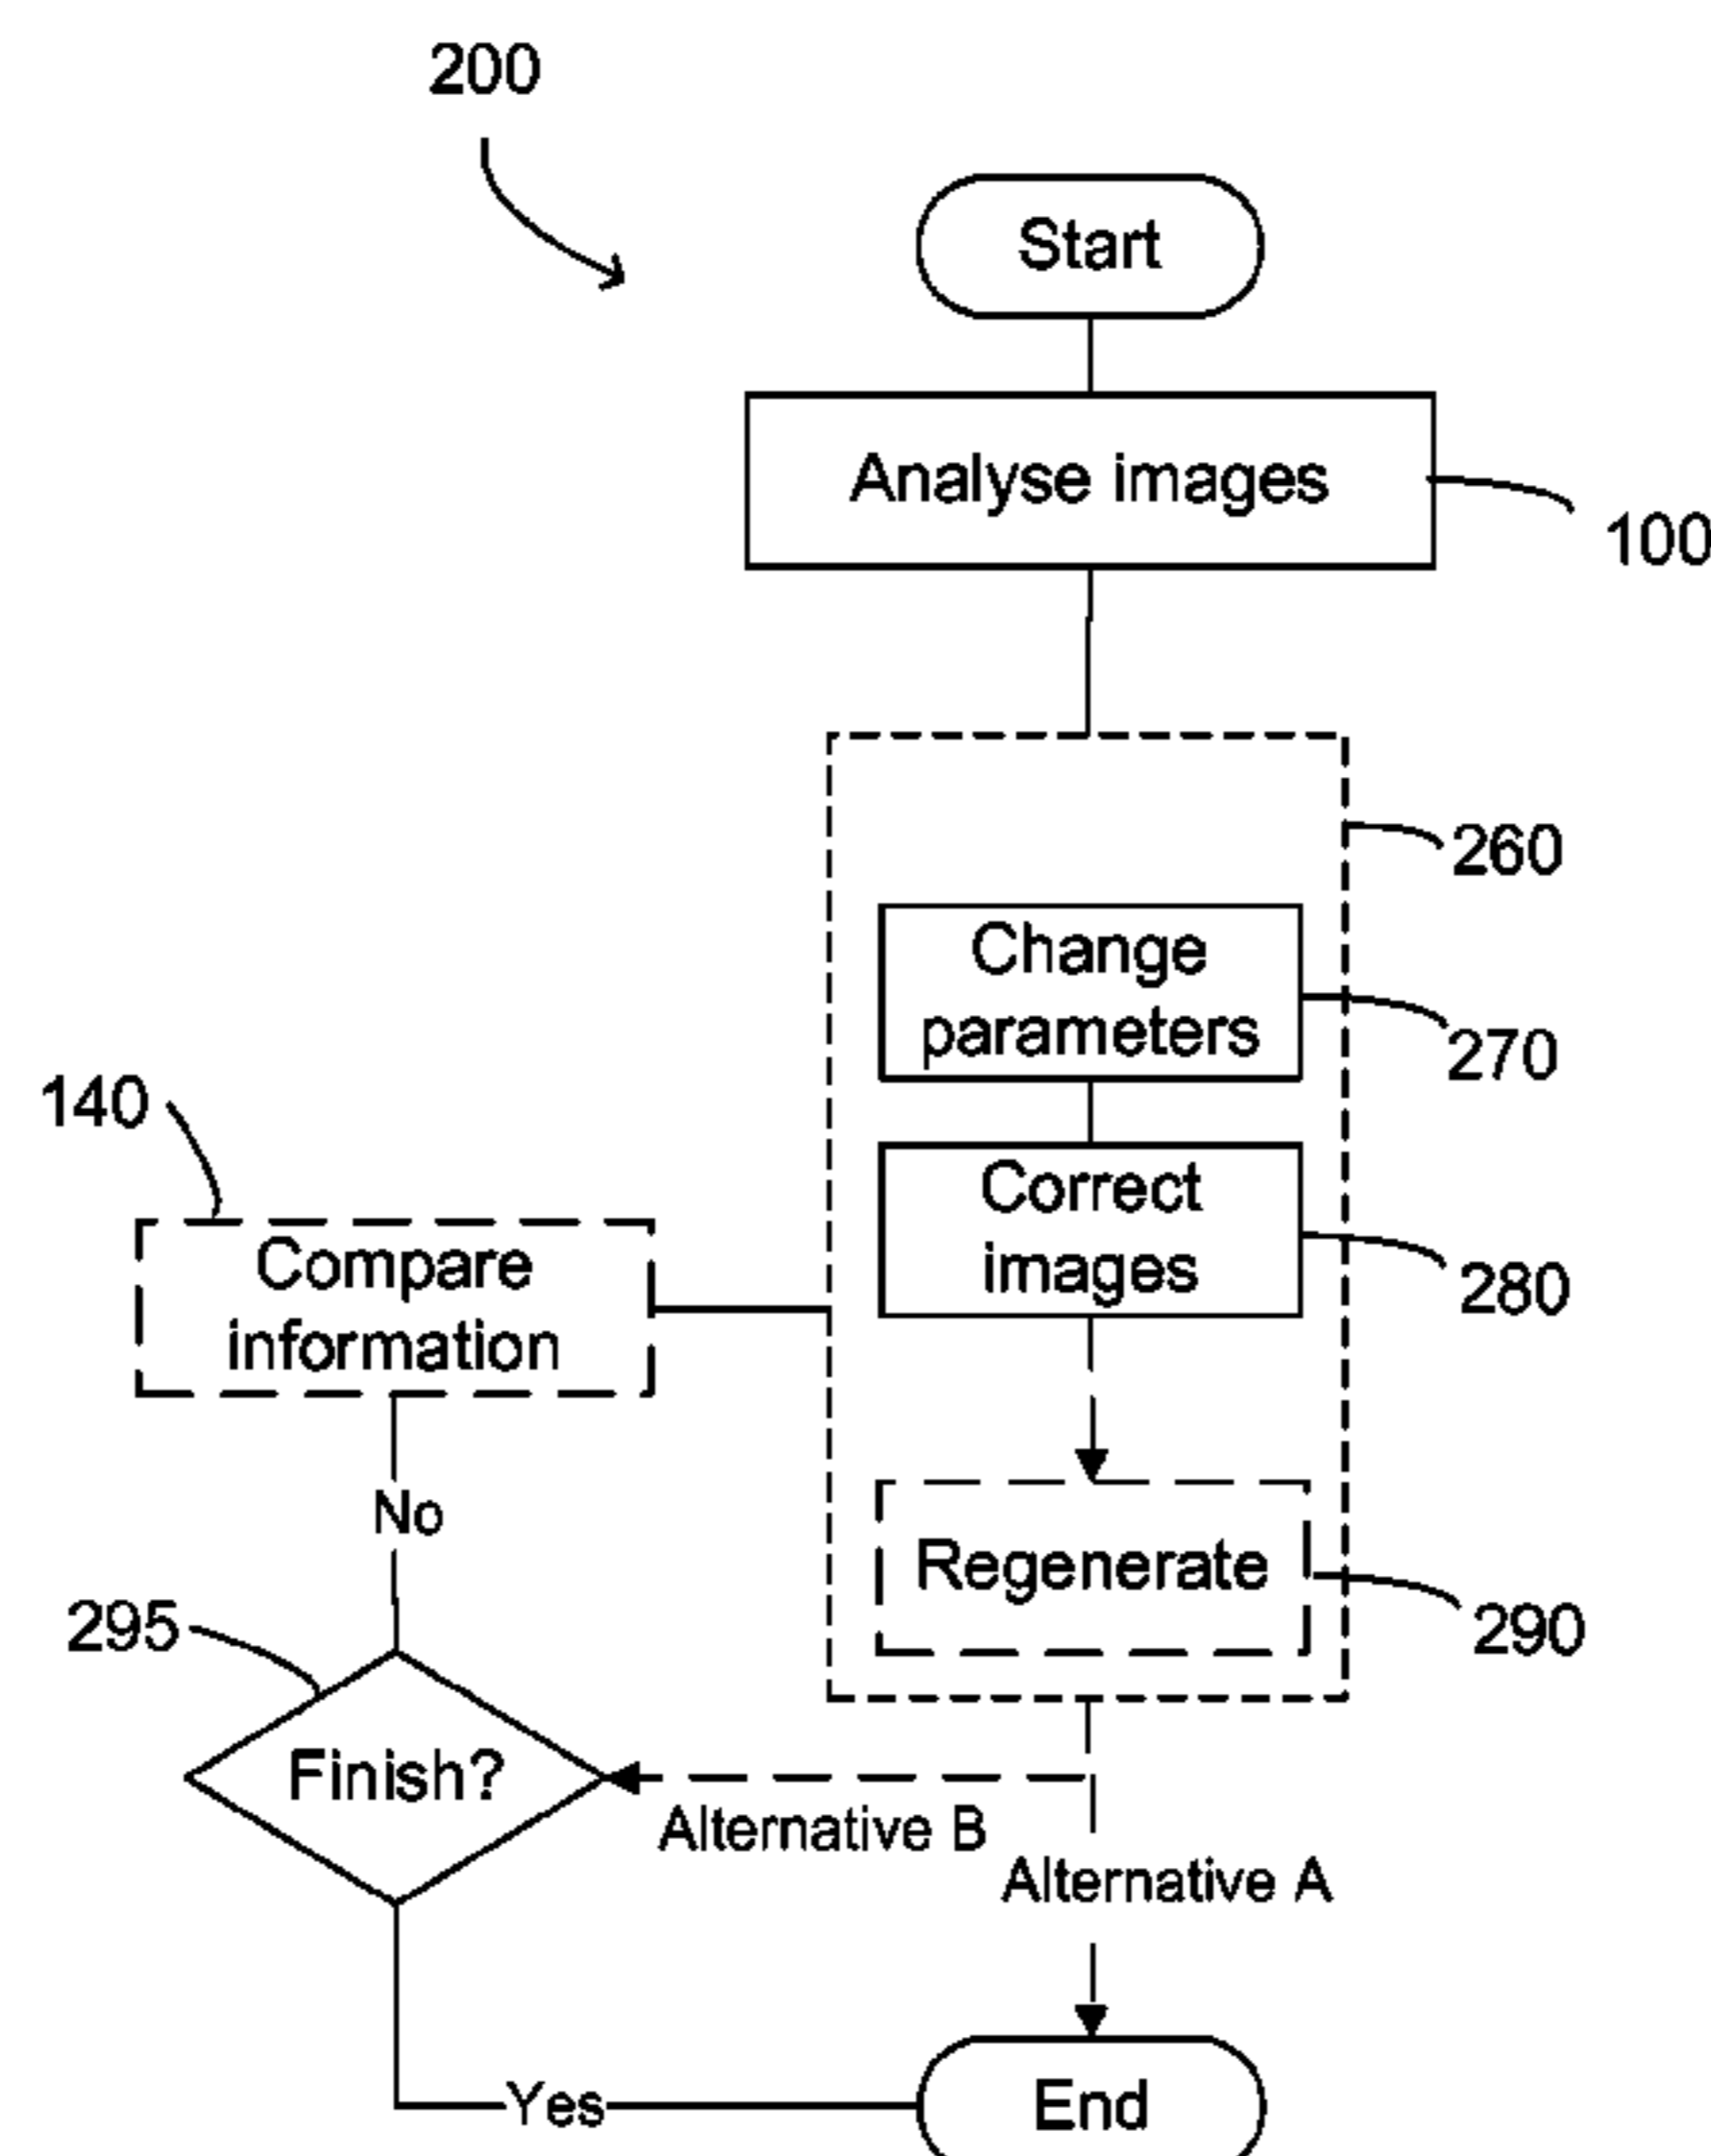 200
Start
Analyse images
100
260
Change
parameters
270
140
Correct
images
280
Compare
information
No
Regenerate
290
295
Finish?
Alternative B
Alternative A
Yes
End